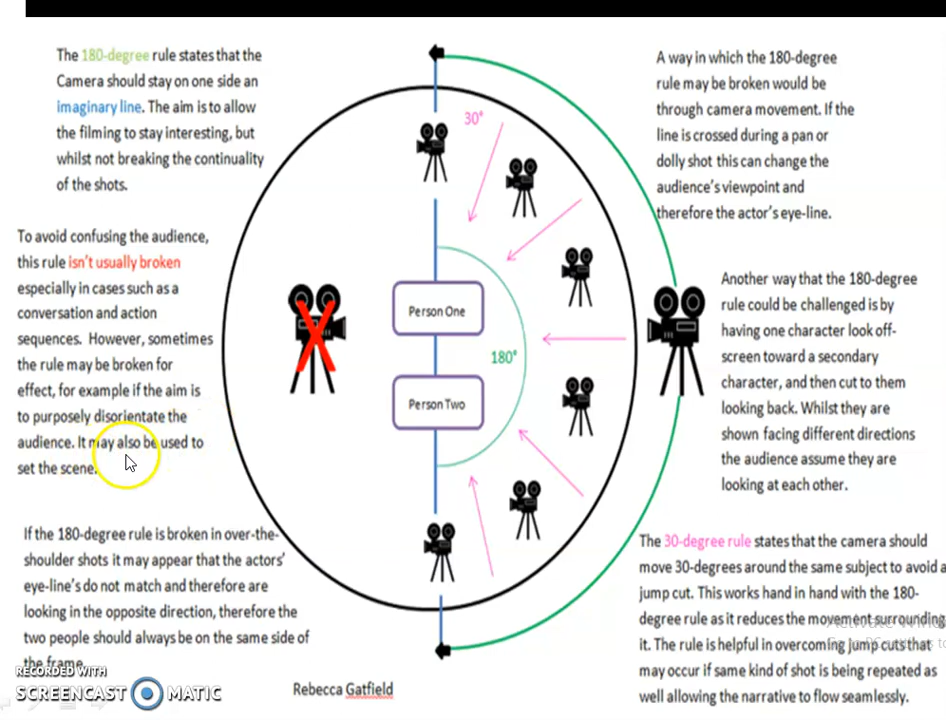 The 180-degree rule states that the
Camera should stay on one side an
imaginary line. The aim is to allow
the filming to stay interesting, but
whilst not breaking the continuity
of the shots.
To avoid confusing the audience,
this rule isn't usually broken
especially in cases such as a
conversation and action
sequences. However, sometimes
the rule may be broken for
effect, for example if the aim is
to purposely disorientate the
audience. It may also be used to
set the scene.
If the 180-degree rule is broken in over-the-
shoulder shots it may appear that the actors'
eye-line's do not match and therefore are
looking in the opposite direction, therefore the
two people should always be on the same side of
the frame.
30°
Person One
180°
Person Two
A way in which the 180-degree
rule may be broken would be
through camera movement. If the
line is crossed during a pan or
dolly shot this can change the
audience's viewpoint and
therefore the actor's eye-line.
Another way that the 180-degree
rule could be challenged is by
having one character look off-
screen toward a secondary
character, and then cut to them
looking back. Whilst they are
shown facing different directions
the audience assume they are
looking at each other.
The 30-degree rule states that the camera should
move 30-degrees around the same subject to avoid a
jump cut. This works hand in hand with the 180-
degree rule as it reduces the movement surrounding
it. The rule is helpful in overcoming jump cuts that
may occur if same kind of shot is being repeated as
well allowing the narrative to flow seamlessly.
Rebecca Gatfield
RECORDED WITH
SCREENCAST MATIC